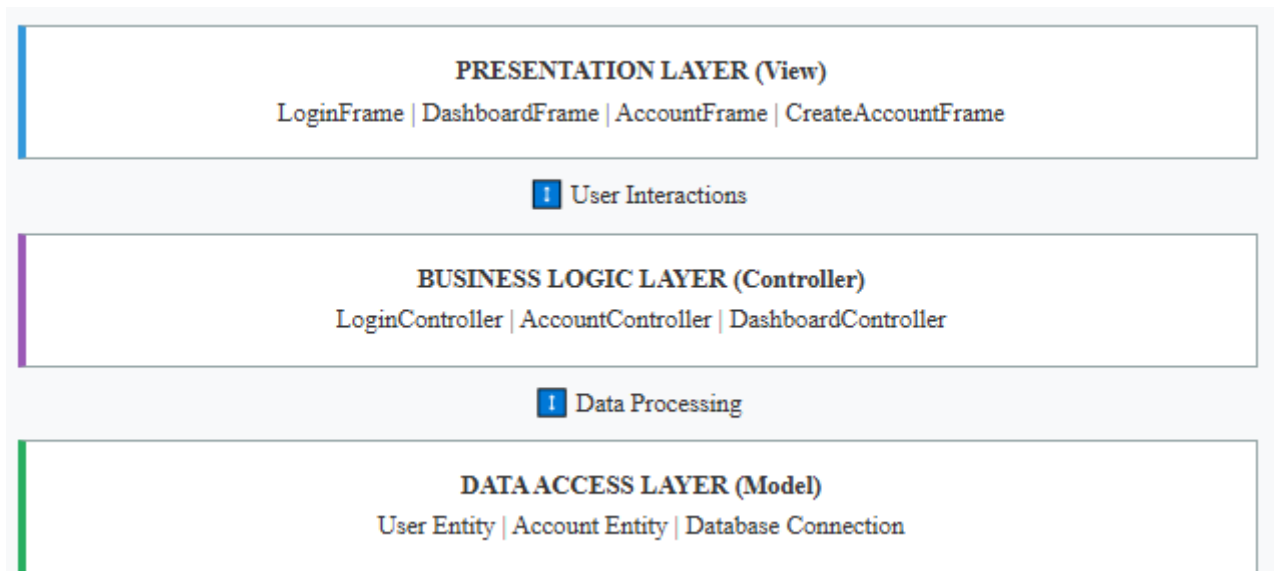 PRESENTATION LAYER (View)
LoginFrame | DashboardFrame | AccountFrame | CreateAccountFrame
↕ User Interactions
BUSINESS LOGIC LAYER (Controller)
LoginController | AccountController | DashboardController
↕ Data Processing
DATA ACCESS LAYER (Model)
User Entity | Account Entity | Database Connection